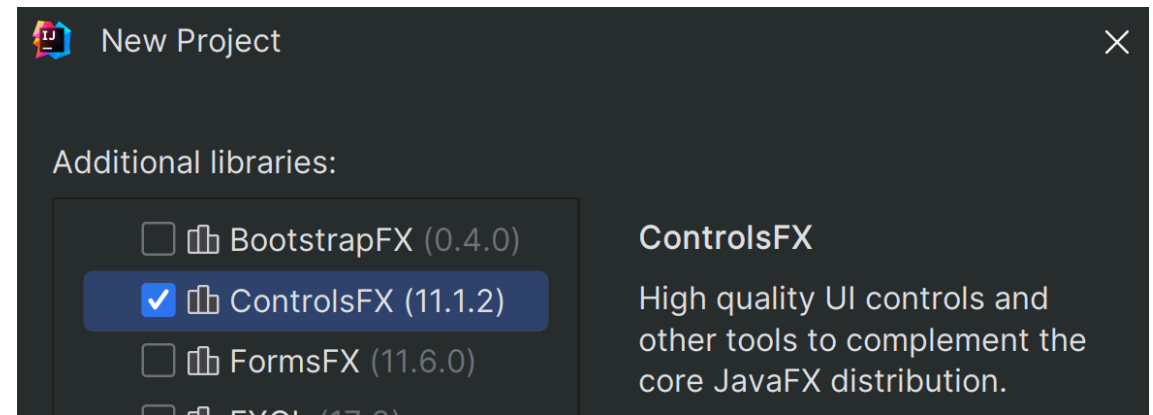 New Project
Additional libraries:
BootstrapFX (0.4.0)
ControlsFX (11.1.2)
FormsFX (11.6.0)
ControlsFX
High quality UI controls and
other tools to complement the
core JavaFX distribution.